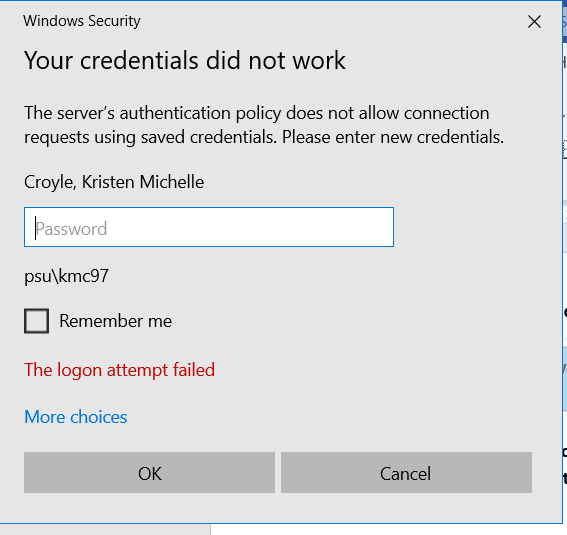 Windows Security
Your credentials did not work
The server’s authentication policy does not allow connection
requests using saved credentials. Please enter new credentials.
Croyle, Kristen Michelle
Password
psu\kmc97
Remember me
The logon attempt failed
More choices
OK
Cancel